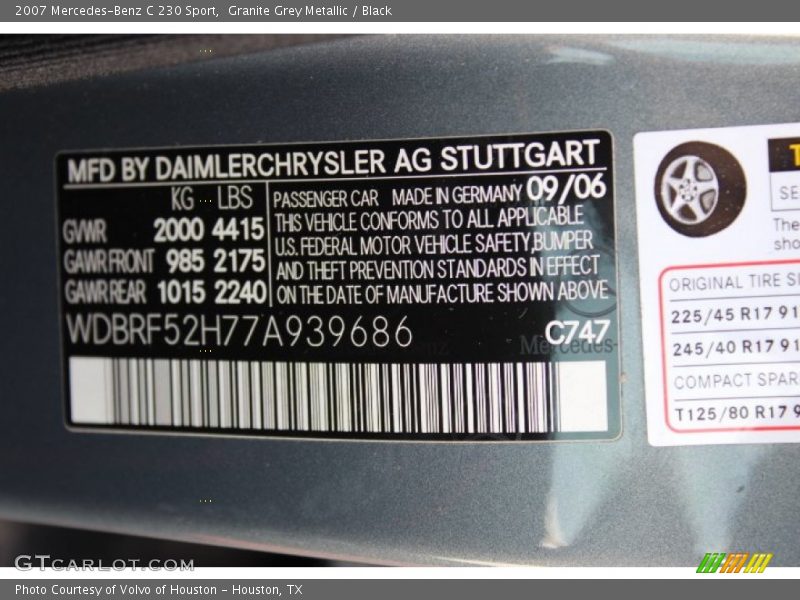 2007 Mercedes-Benz C 230 Sport, Granite Grey Metallic / Black
MFD BY DAIMLERCHRYSLER AG STUTTGART
KG LBS
GVWR 2000 4415
GAWR FRONT 985 2175
GAWR REAR 1015 2240
PASSENGER CAR MADE IN GERMANY 09/06
THIS VEHICLE CONFORMS TO ALL APPLICABLE
U.S. FEDERAL MOTOR VEHICLE SAFETY,BUMPER
AND THEFT PREVENTION STANDARDS IN EFFECT
ON THE DATE OF MANUFACTURE SHOWN ABOVE
WDBRF52H77A939686 C747
Mercedes-
SE
The
sho
ORIGINAL TIRE SI
225/45 R17 91
245/40 R17 91
COMPACT SPAR
T125/80 R17 9
GTCARLOT.COM
Photo Courtesy of Volvo of Houston - Houston, TX